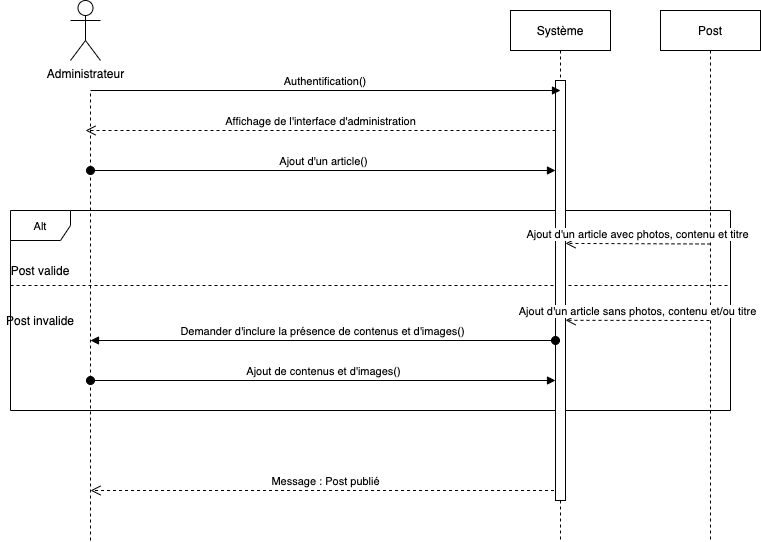 Système
Post
Administrateur
Authentification()
Affichage de l'interface d'administration
Ajout d'un article()
Alt
Ajout d'un article avec photos, contenu et titre
Post valide
Ajout d'un article sans photos, contenu et/ou titre
Post invalide
Demander d'inclure la présence de contenus et d'images()
Ajout de contenus et d'images()
Message : Post publié